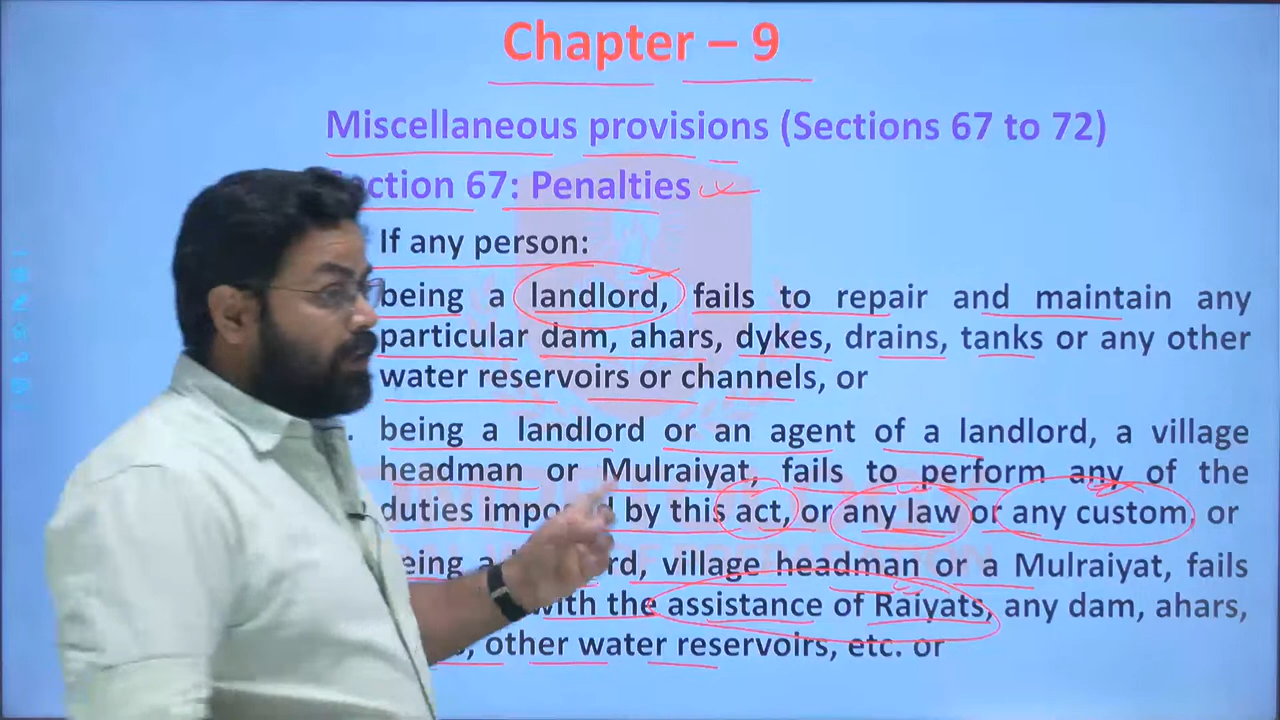 Chapter – 9
Miscellaneous provisions (Sections 67 to 72)
Section 67: Penalties
If any person:
being a landlord, fails to repair and maintain any
particular dam, ahars, dykes, drains, tanks or any other
water reservoirs or channels, or
being a landlord or an agent of a landlord, a village
headman or Mulraiyat, fails to perform any of the
duties by this act, or any law or any custom, or
village headman or a Mulraiyat, fails
with the assistance of Raiyats, any dam, ahars,
other water reservoirs, etc. or